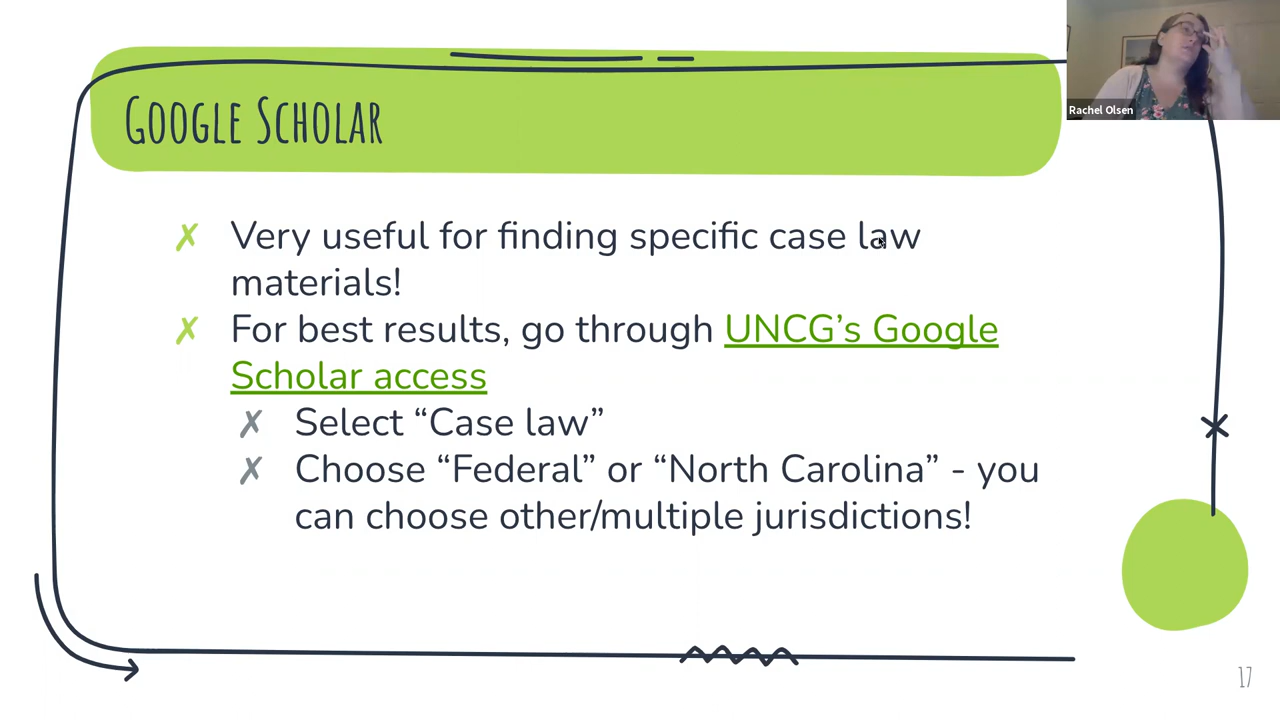 Google Scholar
Rachel Olsen
✗ Very useful for finding specific case law
materials!
✗ For best results, go through UNCG’s Google
Scholar access
✗ Select “Case law”
✗ Choose “Federal” or “North Carolina” - you
can choose other/multiple jurisdictions!
17